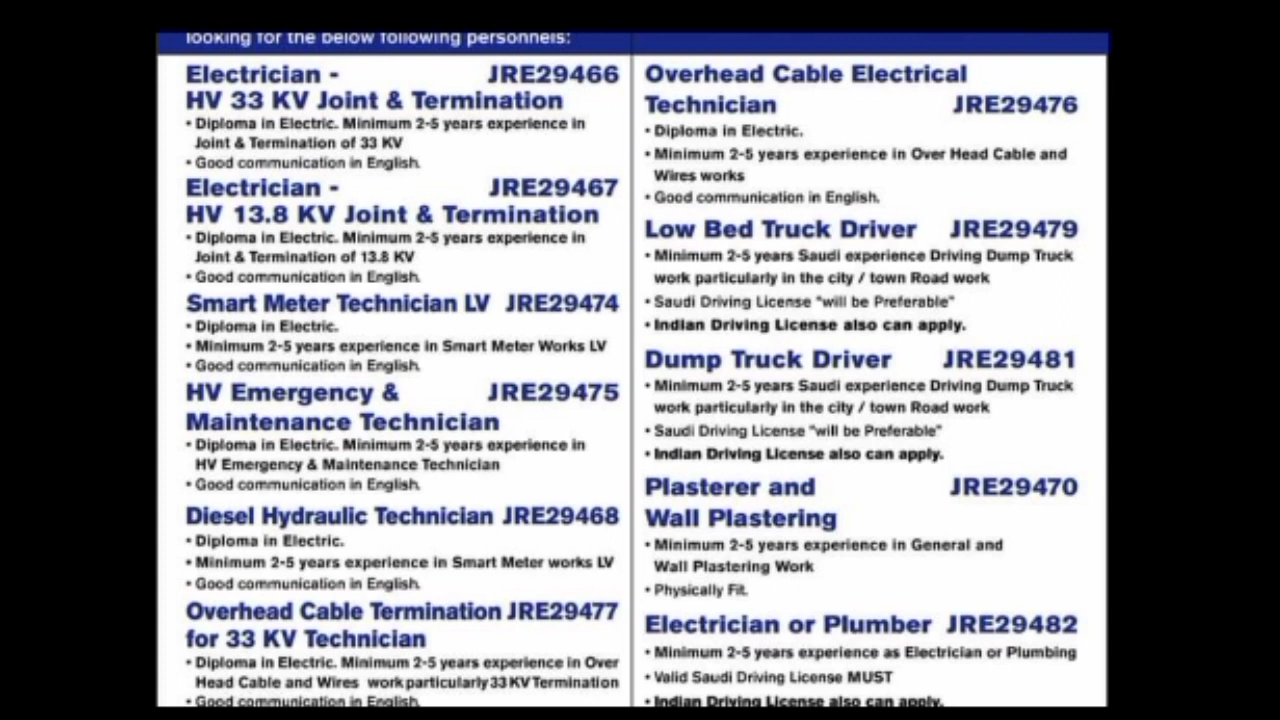 looking for the below following personnels:
Electrician - JRE29466
HV 33 KV Joint & Termination
• Diploma in Electric. Minimum 2-5 years experience in
Joint & Termination of 33 KV
• Good communication in English.
Electrician - JRE29467
HV 13.8 KV Joint & Termination
• Diploma in Electric. Minimum 2-5 years experience in
Joint & Termination of 13.8 KV
• Good communication in English.
Smart Meter Technician LV JRE29474
• Diploma in Electric.
• Minimum 2-5 years experience in Smart Meter Works LV
• Good communication in English.
HV Emergency & JRE29475
Maintenance Technician
• Diploma in Electric. Minimum 2-5 years experience in
HV Emergency & Maintenance Technician
• Good communication in English.
Diesel Hydraulic Technician JRE29468
• Diploma in Electric.
• Minimum 2-5 years experience in Smart Meter works LV
• Good communication in English.
Overhead Cable Termination JRE29477
for 33 KV Technician
• Diploma in Electric. Minimum 2-5 years experience in Over
Head Cable and Wires work particularly 33 KV Termination
• Good communication in English.
Overhead Cable Electrical
Technician JRE29476
• Diploma in Electric.
• Minimum 2-5 years experience in Over Head Cable and
Wires works
• Good communication in English.
Low Bed Truck Driver JRE29479
• Minimum 2-5 years Saudi experience Driving Dump Truck
work particularly in the city / town Road work
• Saudi Driving License "will be Preferable"
• Indian Driving License also can apply.
Dump Truck Driver JRE29481
• Minimum 2-5 years Saudi experience Driving Dump Truck
work particularly in the city / town Road work
• Saudi Driving License "will be Preferable"
• Indian Driving License also can apply.
Plasterer and JRE29470
Wall Plastering
• Minimum 2-5 years experience in General and
Wall Plastering Work
• Physically Fit.
Electrician or Plumber JRE29482
• Minimum 2-5 years experience as Electrician or Plumbing
• Valid Saudi Driving License MUST
• Indian Driving License also can apply.